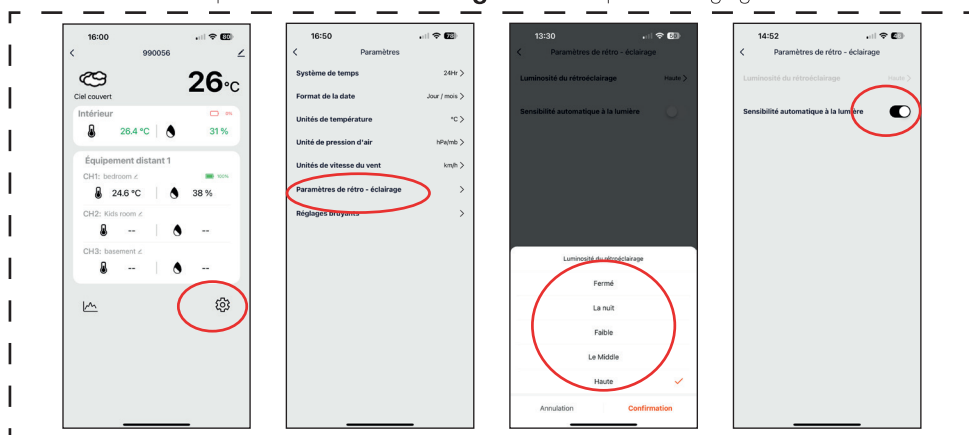 16:00
80
990056
26°C
Ciel couvert
Intérieur
0%
26.4 °C
31 %
Équipement distant 1
CH1: bedroom
100%
24.6 °C
38 %
CH2: Kids room
--
--
CH3: basement
--
--
16:50
78
Paramètres
Système de temps 24Hr >
Format de la date Jour / mois >
Unités de température °C >
Unité de pression d'air hPa/mb >
Unités de vitesse du vent km/h >
Paramètres de rétro - éclairage >
Réglages bruyants >
13:30
Paramètres de rétro - éclairage
Luminosité du rétroéclairage Haute >
Sensibilité automatique à la lumière
Luminosité du rétroéclairage
Fermé
La nuit
Faible
Le Middle
Haute
Annulation Confirmation
14:52
Paramètres de rétro - éclairage
Luminosité du rétroéclairage Haute >
Sensibilité automatique à la lumière